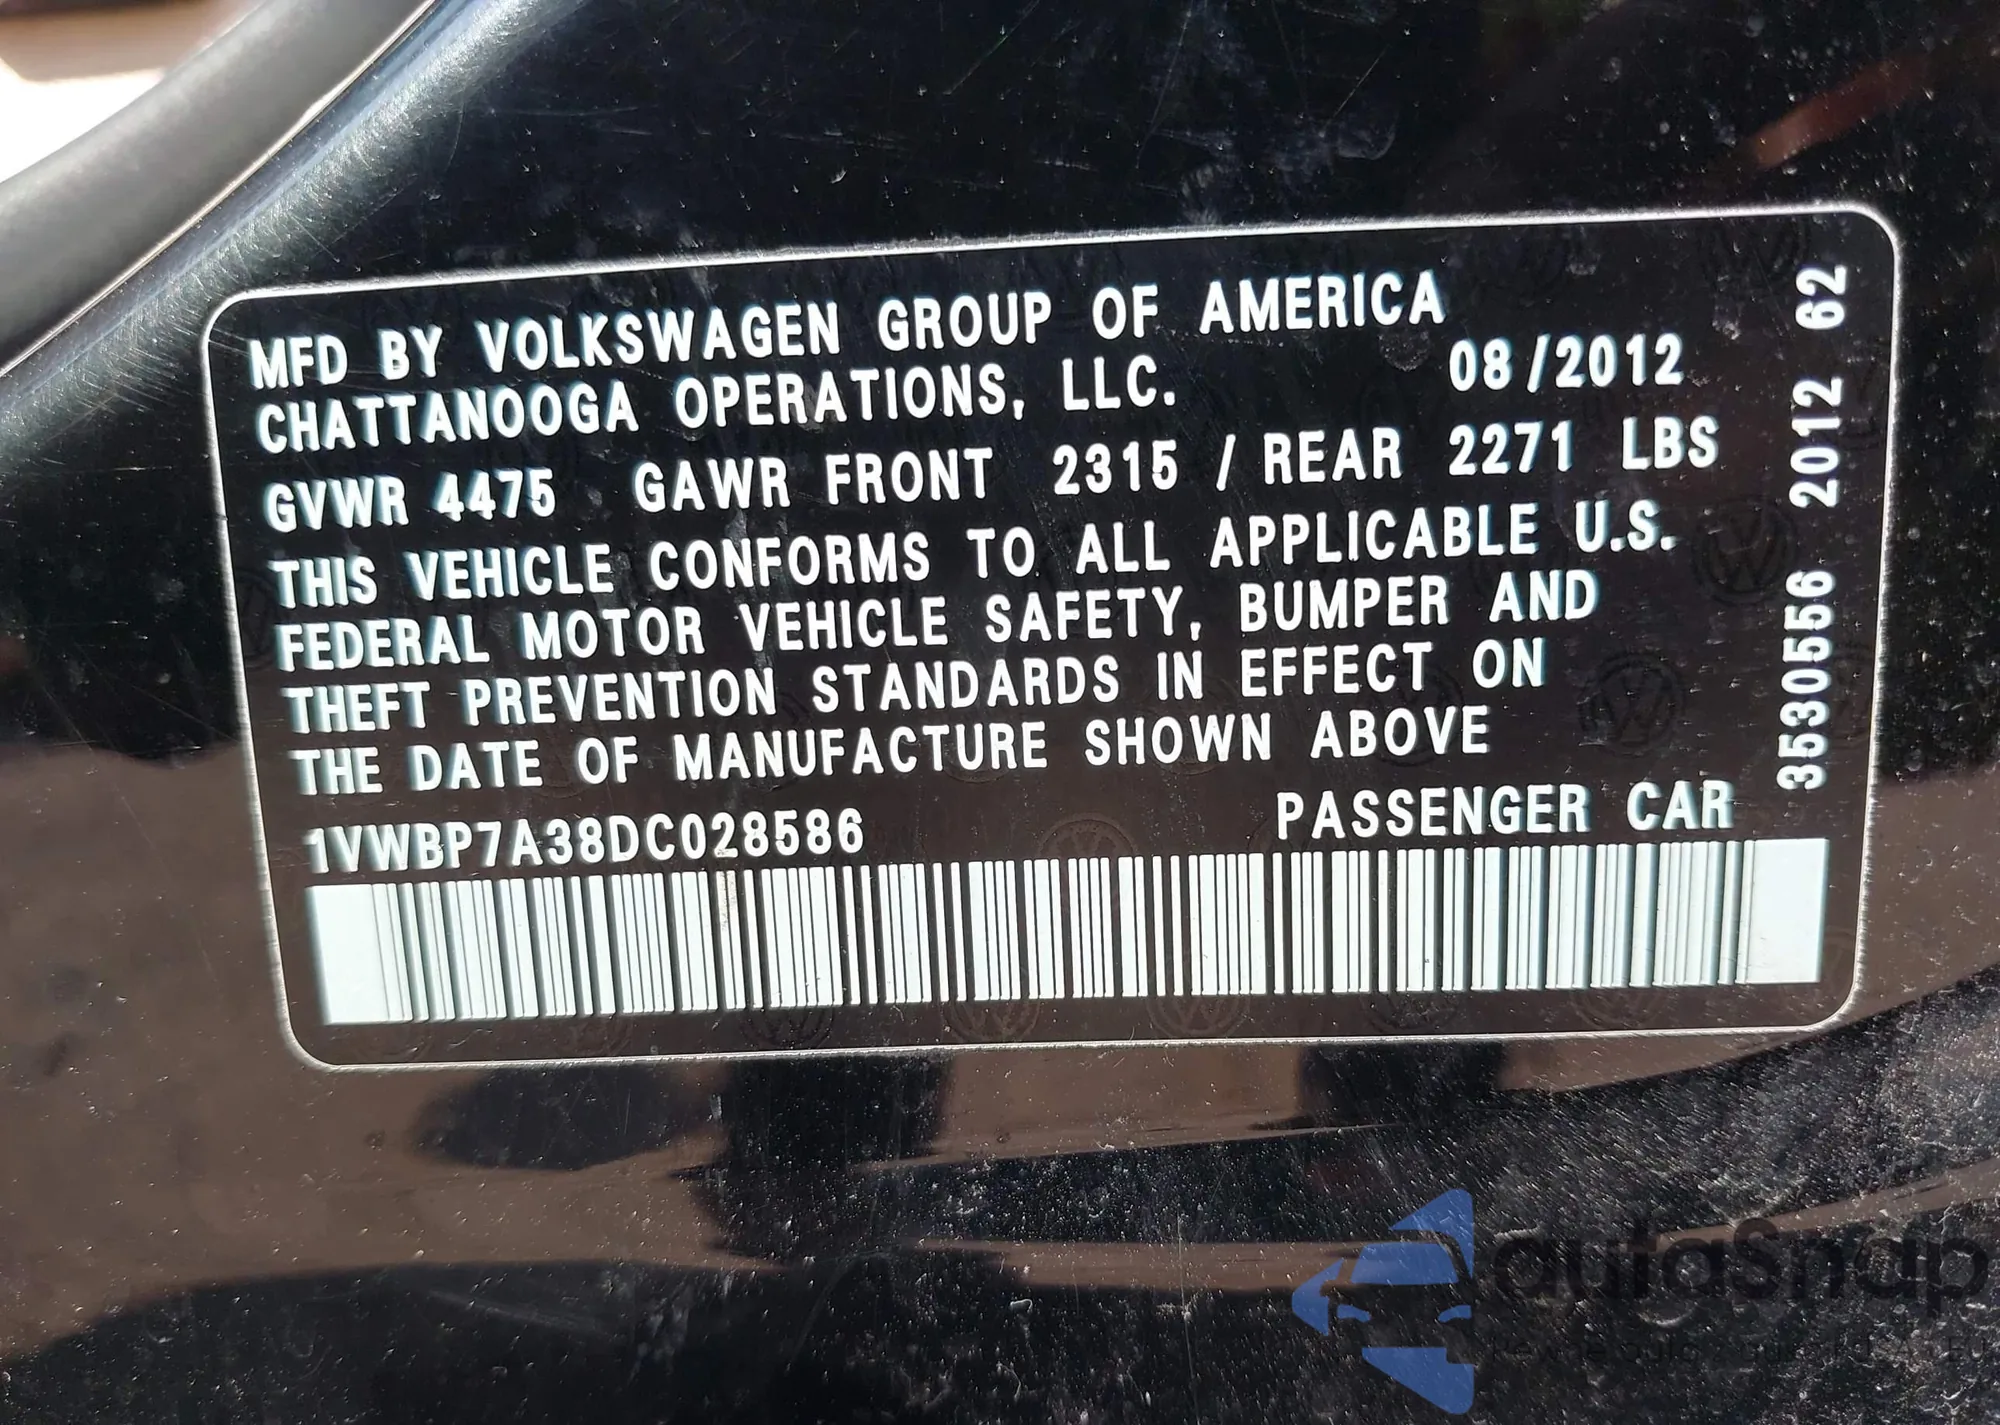 MFD BY VOLKSWAGEN GROUP OF AMERICA
CHATTANOOGA OPERATIONS, LLC. 08/2012
GVWR 4475 GAWR FRONT 2315 / REAR 2271 LBS
THIS VEHICLE CONFORMS TO ALL APPLICABLE U.S.
FEDERAL MOTOR VEHICLE SAFETY, BUMPER AND
THEFT PREVENTION STANDARDS IN EFFECT ON
THE DATE OF MANUFACTURE SHOWN ABOVE
1VWBP7A38DC028586 PASSENGER CAR
3530556 2012 62